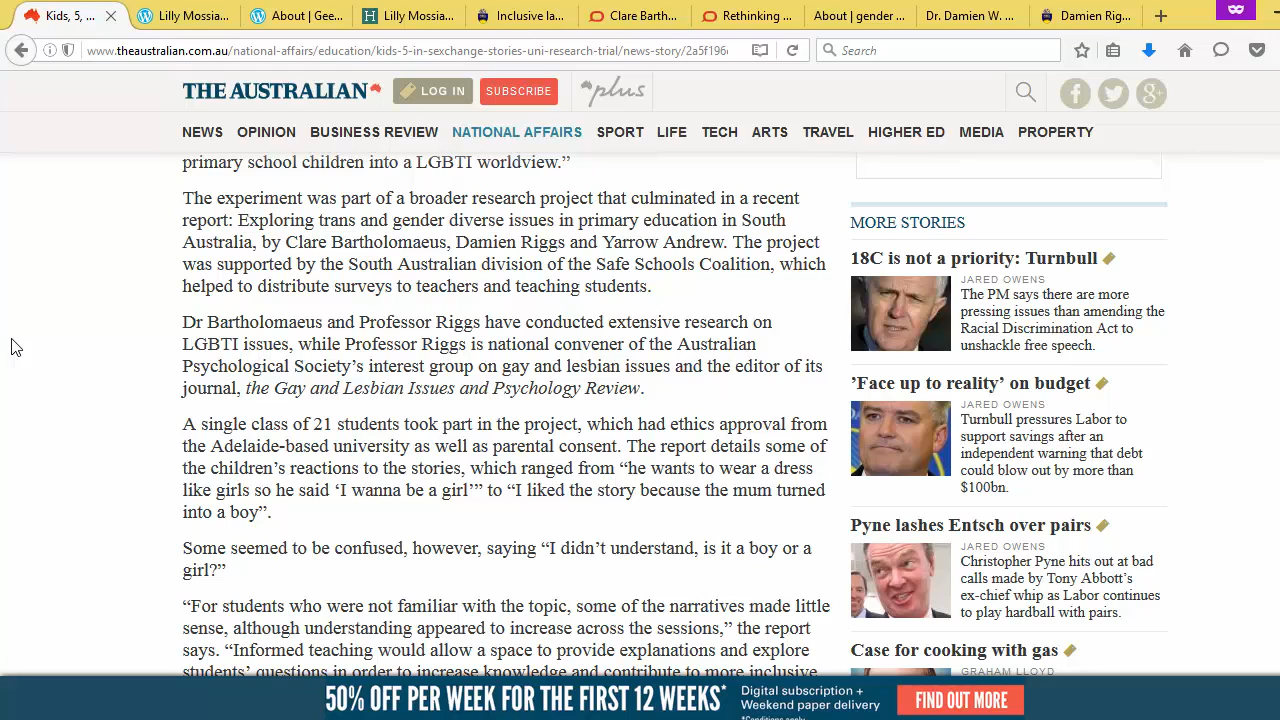 Kids, 5, ...
Lilly Mossia...
About | Gee...
Lilly Mossia...
Inclusive la...
Clare Barth...
Rethinking ...
About | gender ...
Dr. Damien W. ...
Damien Rig...
www.theaustralian.com.au/national-affairs/education/kids-5-in-sexchange-stories-uni-research-trial/news-story/2a5f196
Search
THE AUSTRALIAN
LOG IN
SUBSCRIBE
plus
NEWS OPINION BUSINESS REVIEW NATIONAL AFFAIRS SPORT LIFE TECH ARTS TRAVEL HIGHER ED MEDIA PROPERTY
primary school children into a LGBTI worldview.”
The experiment was part of a broader research project that culminated in a recent
report: Exploring trans and gender diverse issues in primary education in South
Australia, by Clare Bartholomaeus, Damien Riggs and Yarrow Andrew. The project
was supported by the South Australian division of the Safe Schools Coalition, which
helped to distribute surveys to teachers and teaching students.
Dr Bartholomaeus and Professor Riggs have conducted extensive research on
LGBTI issues, while Professor Riggs is national convener of the Australian
Psychological Society’s interest group on gay and lesbian issues and the editor of its
journal, the Gay and Lesbian Issues and Psychology Review.
A single class of 21 students took part in the project, which had ethics approval from
the Adelaide-based university as well as parental consent. The report details some of
the children’s reactions to the stories, which ranged from “he wants to wear a dress
like girls so he said ‘I wanna be a girl’” to “I liked the story because the mum turned
into a boy”.
Some seemed to be confused, however, saying “I didn’t understand, is it a boy or a
girl?”
“For students who were not familiar with the topic, some of the narratives made little
sense, although understanding appeared to increase across the sessions,” the report
says. “Informed teaching would allow a space to provide explanations and explore
students’ questions in order to increase knowledge and contribute to more inclusive
MORE STORIES
18C is not a priority: Turnbull
JARED OWENS
The PM says there are more
pressing issues than amending the
Racial Discrimination Act to
unshackle free speech.
’Face up to reality’ on budget
JARED OWENS
Turnbull pressures Labor to
support savings after an
independent warning that debt
could blow out by more than
$100bn.
Pyne lashes Entsch over pairs
JARED OWENS
Christopher Pyne hits out at bad
calls made by Tony Abbott’s
ex-chief whip as Labor continues
to play hardball with pairs.
Case for cooking with gas
GRAHAM LLOYD
50% OFF PER WEEK FOR THE FIRST 12 WEEKS*
Digital subscription +
Weekend paper delivery
*Conditions apply
FIND OUT MORE